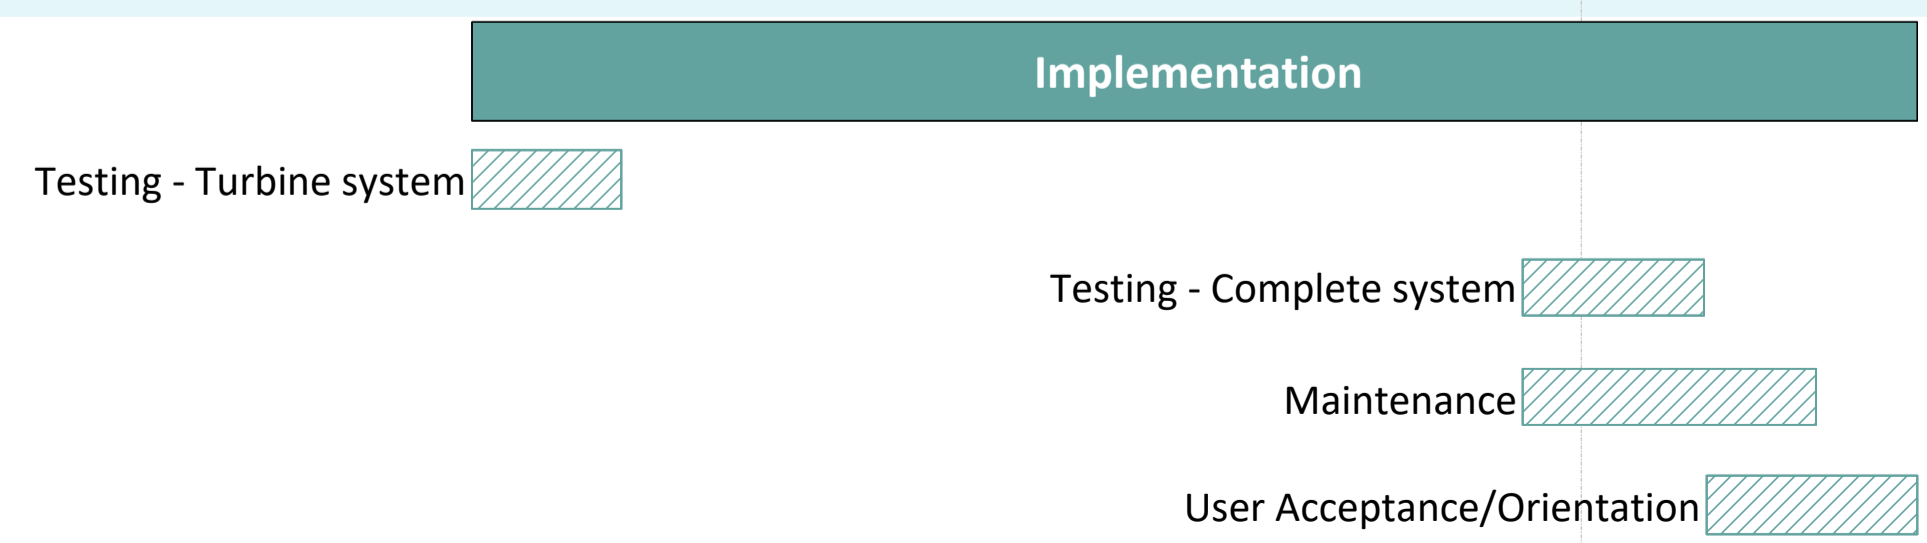 Implementation
Testing - Turbine system
Testing - Complete system
Maintenance
User Acceptance/Orientation